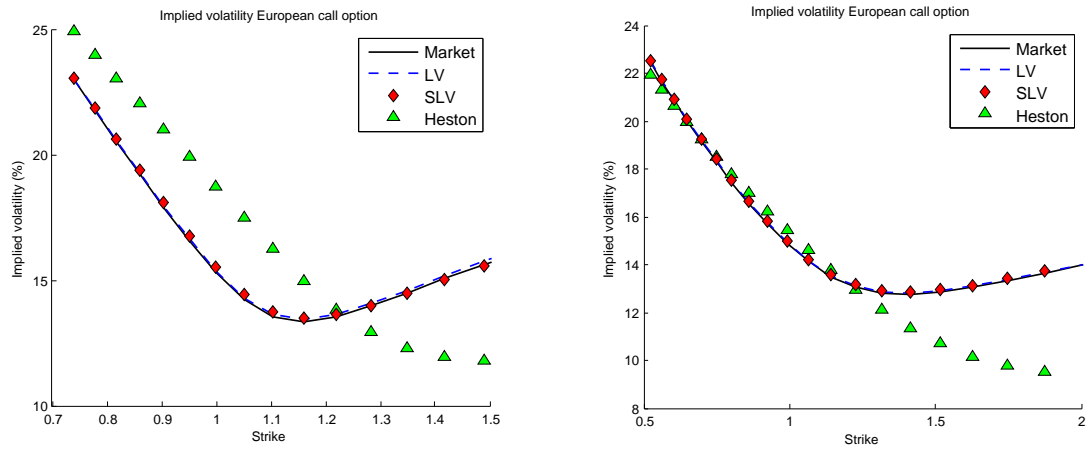 Implied volatility European call option
25
20
15
10
Implied volatility (%)
0.7 0.8 0.9 1 1.1 1.2 1.3 1.4 1.5
Strike
Market
LV
SLV
Heston
Implied volatility European call option
24
22
20
18
16
14
12
10
8
Implied volatility (%)
0.5 1 1.5 2
Strike
Market
LV
SLV
Heston